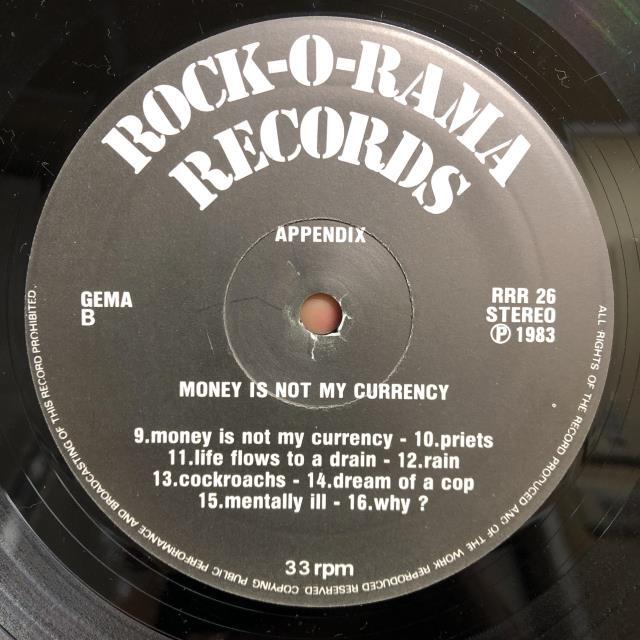 ROCK-O-RAMA
RECORDS
APPENDIX
GEMA
B
RRR 26
STEREO
Ⓟ 1983
MONEY IS NOT MY CURRENCY
9.money is not my currency - 10.priets
11.life flows to a drain - 12.rain
13.cockroachs - 14.dream of a cop
15.mentally ill - 16.why ?
33 rpm
ALL RIGHTS OF THE RECORD PRODUCED AND OF THE WORK REPRODUCED RESERVED. COPYING PUBLIC PERFORMANCE AND BROADCASTING OF THIS RECORD PROHIBITED.